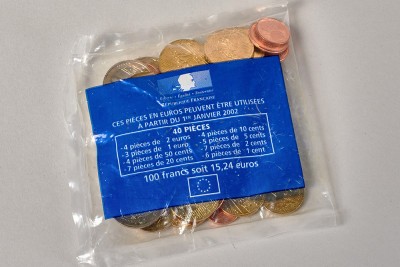 Liberté • Égalité • Fraternité
RÉPUBLIQUE FRANÇAISE
CES PIÈCES EN EUROS PEUVENT ÊTRE UTILISÉES
À PARTIR DU 1ER JANVIER 2002
40 PIÈCES
-4 pièces de 2 euros -4 pièces de 10 cents
-3 pièces de 1 euro -5 pièces de 5 cents
-4 pièces de 50 cents -7 pièces de 2 cents
-7 pièces de 20 cents -6 pièces de 1 cent
100 francs soit 15,24 euros